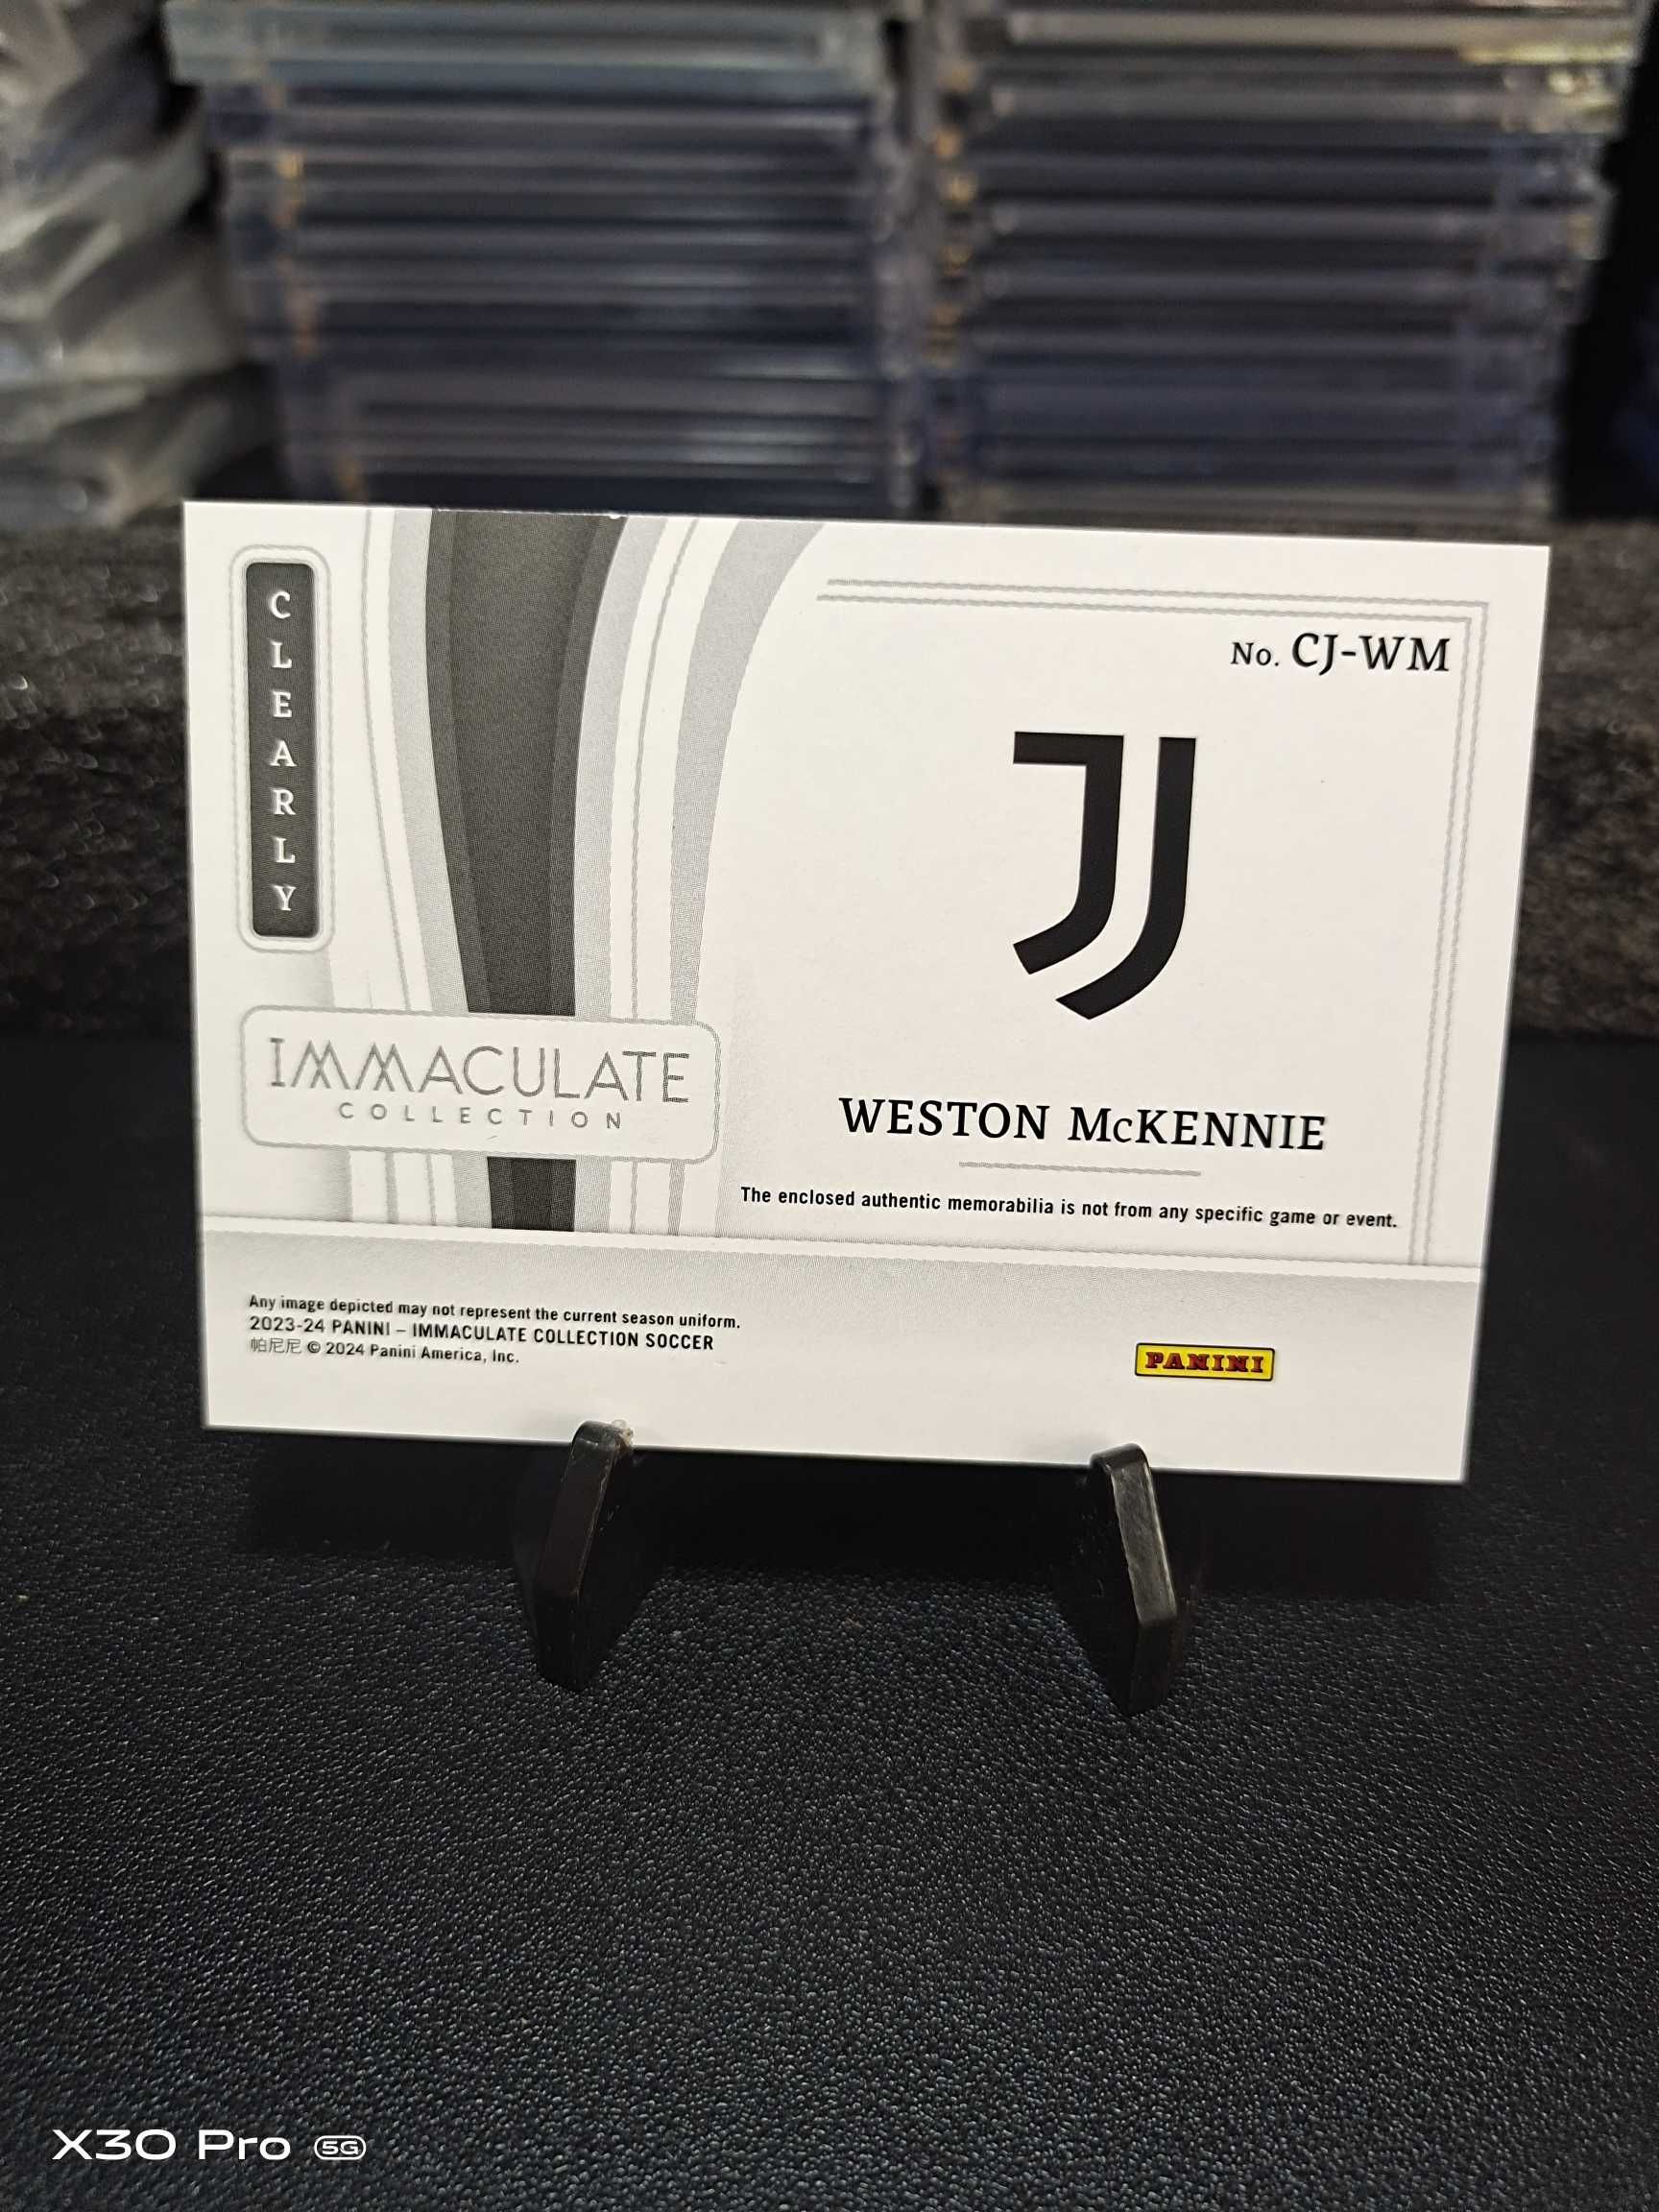 CLEARLY
No. CJ-WM
IMMACULATE
COLLECTION
WESTON McKENNIE
The enclosed authentic memorabilia is not from any specific game or event.
Any image depicted may not represent the current season uniform.
2023-24 PANINI – IMMACULATE COLLECTION SOCCER
帕尼尼 © 2024 Panini America, Inc.
PANINI
X30 Pro 5G